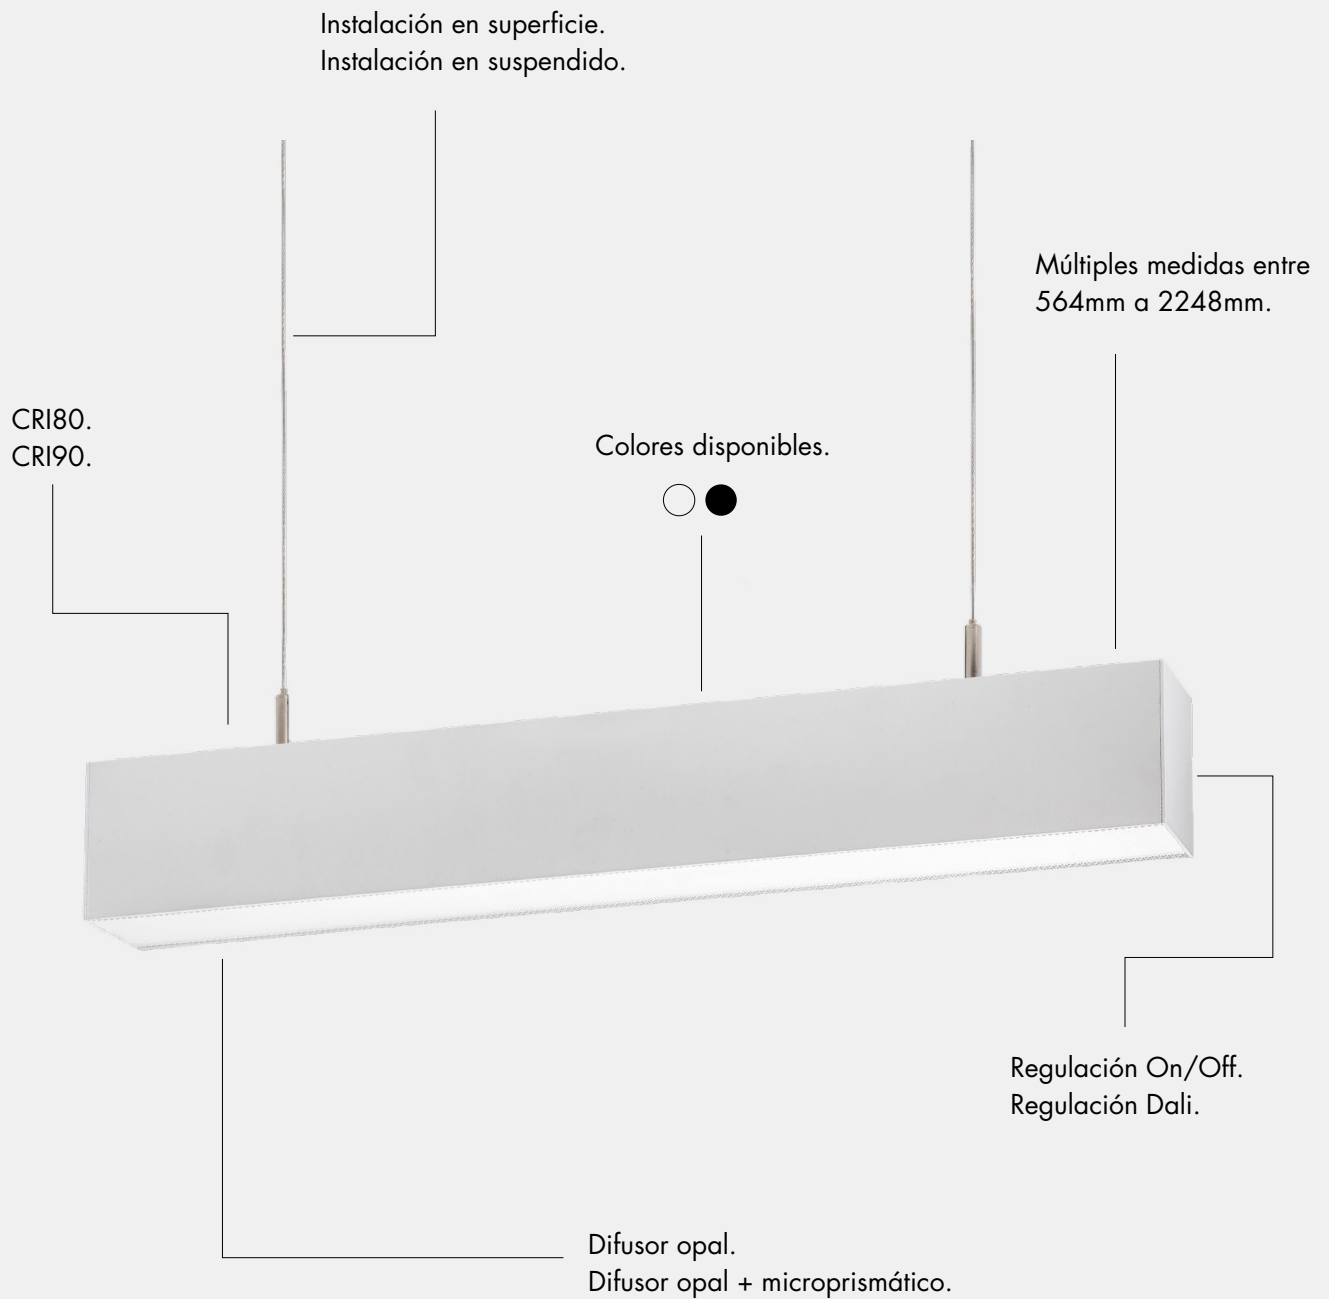 Instalación en superficie.
Instalación en suspendido.
Múltiples medidas entre
564mm a 2248mm.
CRI80.
CRI90.
Colores disponibles.
Regulación On/Off.
Regulación Dali.
Difusor opal.
Difusor opal + microprismático.